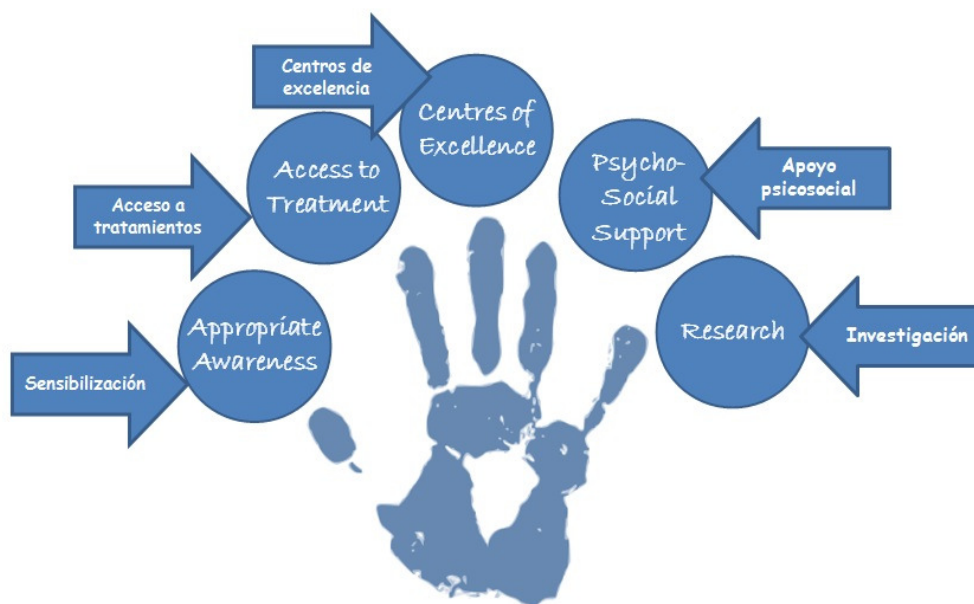 Centros de
excelencia
Centres of
Excellence
Access to
Treatment
Acceso a
tratamientos
Psycho-
Social
Support
Apoyo
psicosocial
Appropriate
Awareness
Sensibilización
Research
Investigación